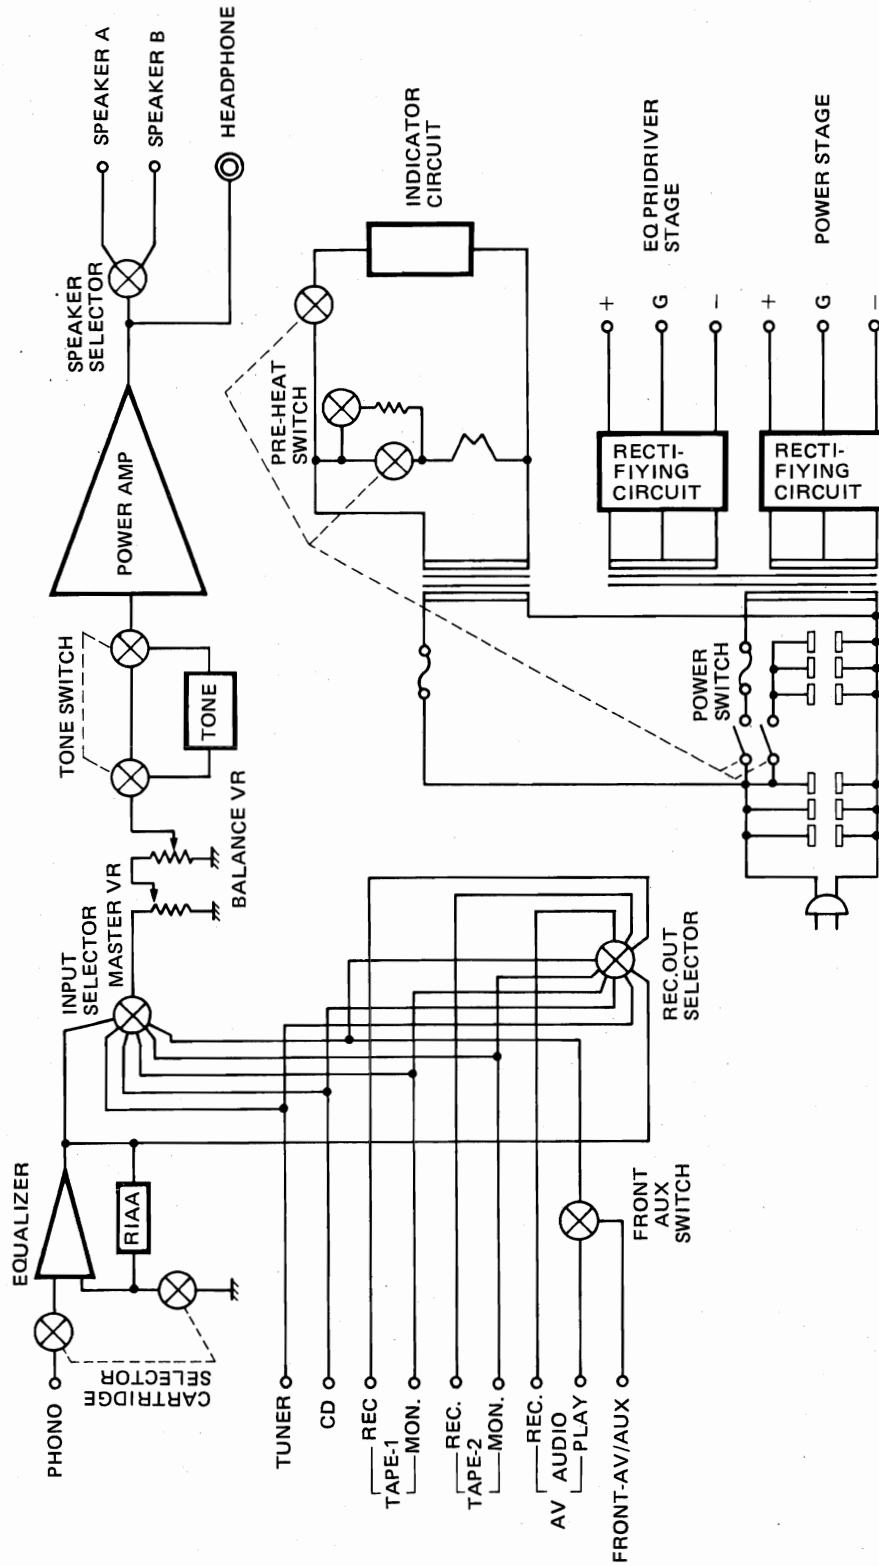 PHONO
CARTRIDGE
SELECTOR
EQUALIZER
RIAA
INPUT
SELECTOR
MASTER VR
BALANCE VR
TONE SWITCH
TONE
POWER AMP
SPEAKER
SELECTOR
SPEAKER A
SPEAKER B
HEADPHONE
TUNER
CD
REC
TAPE-1
MON.
REC.
TAPE-2
MON.
REC.
AV AUDIO
PLAY
FRONT-AV/AUX
FRONT
AUX
SWITCH
REC.OUT
SELECTOR
PRE-HEAT
SWITCH
INDICATOR
CIRCUIT
POWER
SWITCH
RECTI-
FIYING
CIRCUIT
+
G
−
EQ PRIDRIVER
STAGE
RECTI-
FIYING
CIRCUIT
+
G
−
POWER STAGE